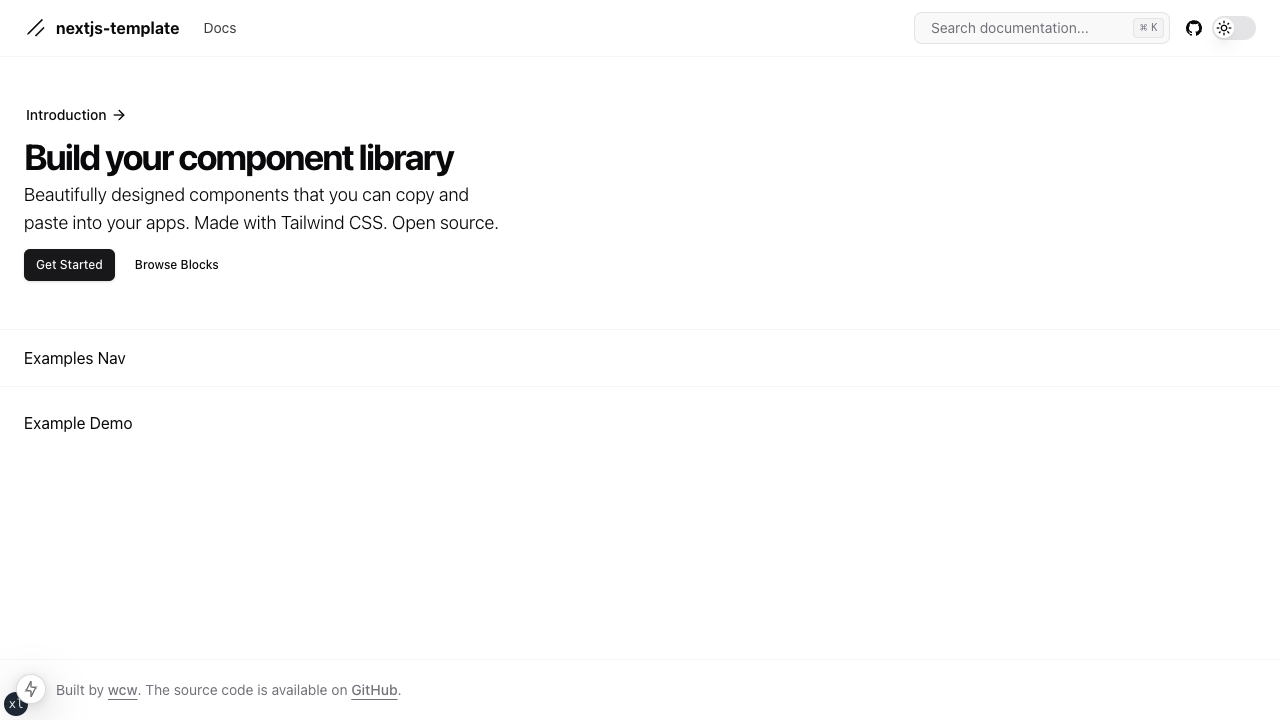 nextjs-template
Docs
Search documentation...
⌘ K
Introduction
Build your component library
Beautifully designed components that you can copy and
paste into your apps. Made with Tailwind CSS. Open source.
Get Started
Browse Blocks
Examples Nav
Example Demo
Built by wcw. The source code is available on GitHub.
xl